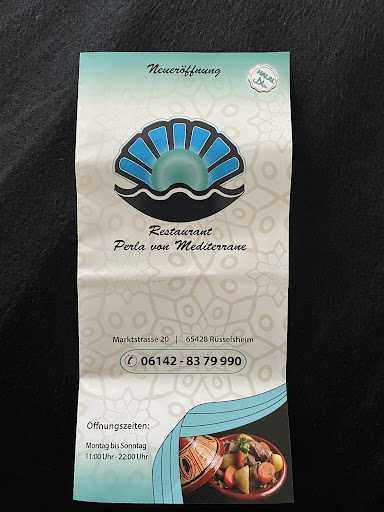 Neueröffnung
HALAL
حلال
Restaurant
Perla von Mediterrane
Marktstrasse 20 | 65428 Rüsselsheim
✆ 06142 - 83 79 990
Öffnungszeiten:
Montag bis Sonntag
11:00 Uhr - 22:00 Uhr